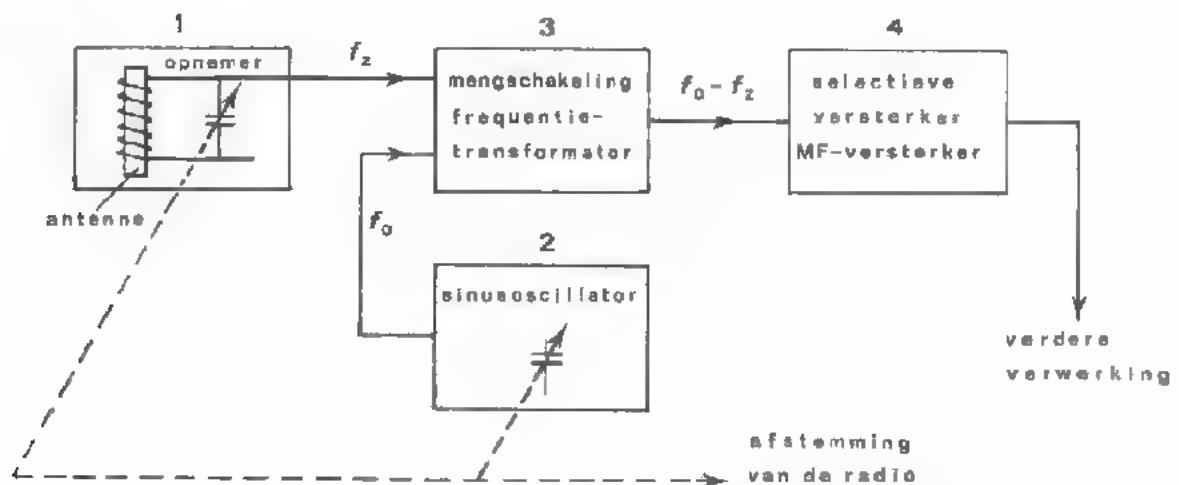 1
opnemer
antenne
f_z
3
mengschakeling
frequentie-
transformator
f_0
2
sinusoscillator
f_0 - f_z
4
selectieve
versterker
MF-versterker
verdere
verwerking
afstemming
van de radio